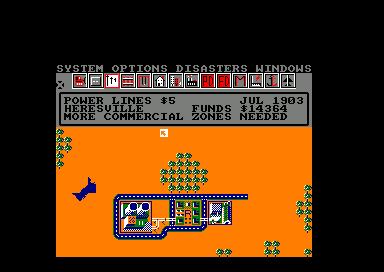 SYSTEM OPTIONS DISASTERS WINDOWS
POWER LINES $5 JUL 1903
HERESVILLE FUNDS $14364
MORE COMMERCIAL ZONES NEEDED